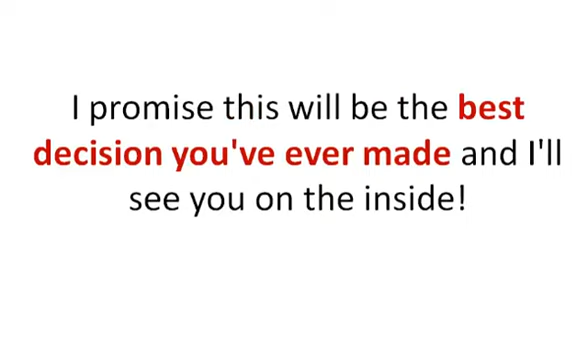 I promise this will be the best
decision you've ever made and I'll
see you on the inside!